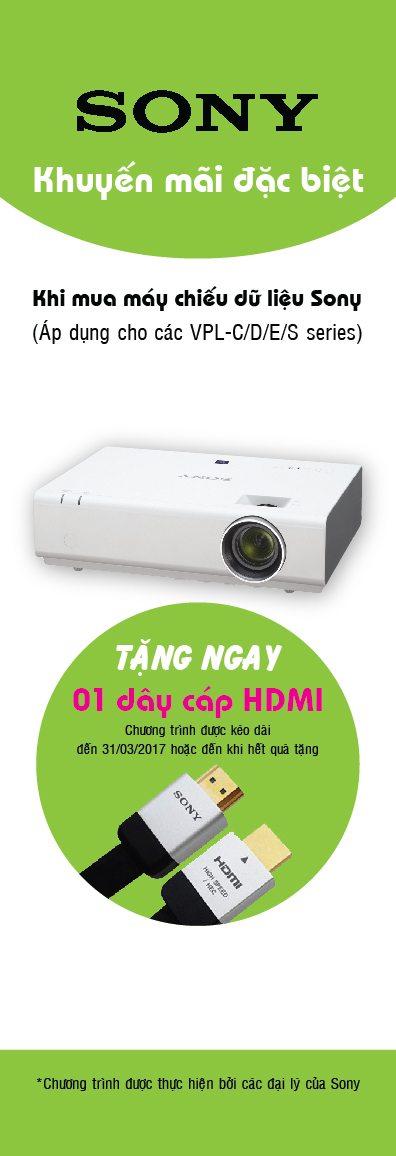 SONY
Khuyến mãi đặc biệt
Khi mua máy chiếu dữ liệu Sony
(Áp dụng cho các VPL-C/D/E/S series)
SONY
TẶNG NGAY
01 dây cáp HDMI
Chương trình được kéo dài
đến 31/03/2017 hoặc đến khi hết quà tặng
SONY
HDMI
HIGH SPEED
*Chương trình được thực hiện bởi các đại lý của Sony